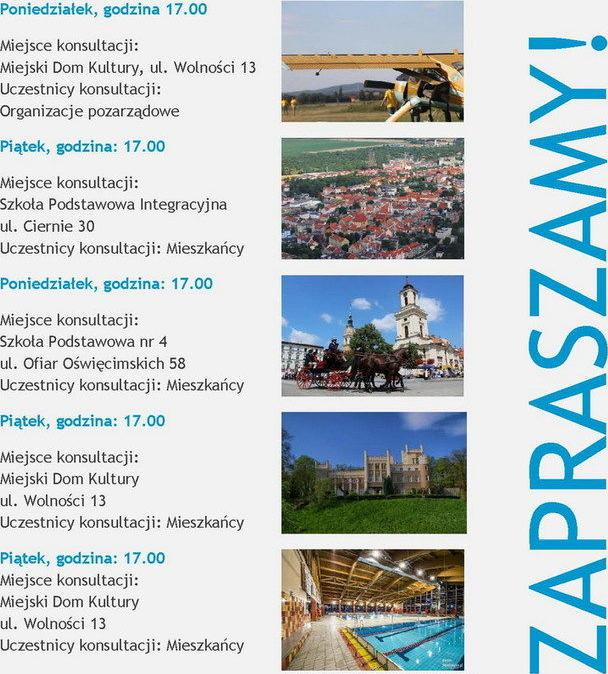 Poniedziałek, godzina 17.00
Miejsce konsultacji:
Miejski Dom Kultury, ul. Wolności 13
Uczestnicy konsultacji:
Organizacje pozarządowe
Piątek, godzina: 17.00
Miejsce konsultacji:
Szkoła Podstawowa Integracyjna
ul. Ciernie 30
Uczestnicy konsultacji: Mieszkańcy
Poniedziałek, godzina: 17.00
Miejsce konsultacji:
Szkoła Podstawowa nr 4
ul. Ofiar Oświęcimskich 58
Uczestnicy konsultacji: Mieszkańcy
Piątek, godzina: 17.00
Miejsce konsultacji:
Miejski Dom Kultury
ul. Wolności 13
Uczestnicy konsultacji: Mieszkańcy
Piątek, godzina: 17.00
Miejsce konsultacji:
Miejski Dom Kultury
ul. Wolności 13
Uczestnicy konsultacji: Mieszkańcy
ZAPRASZAMY!